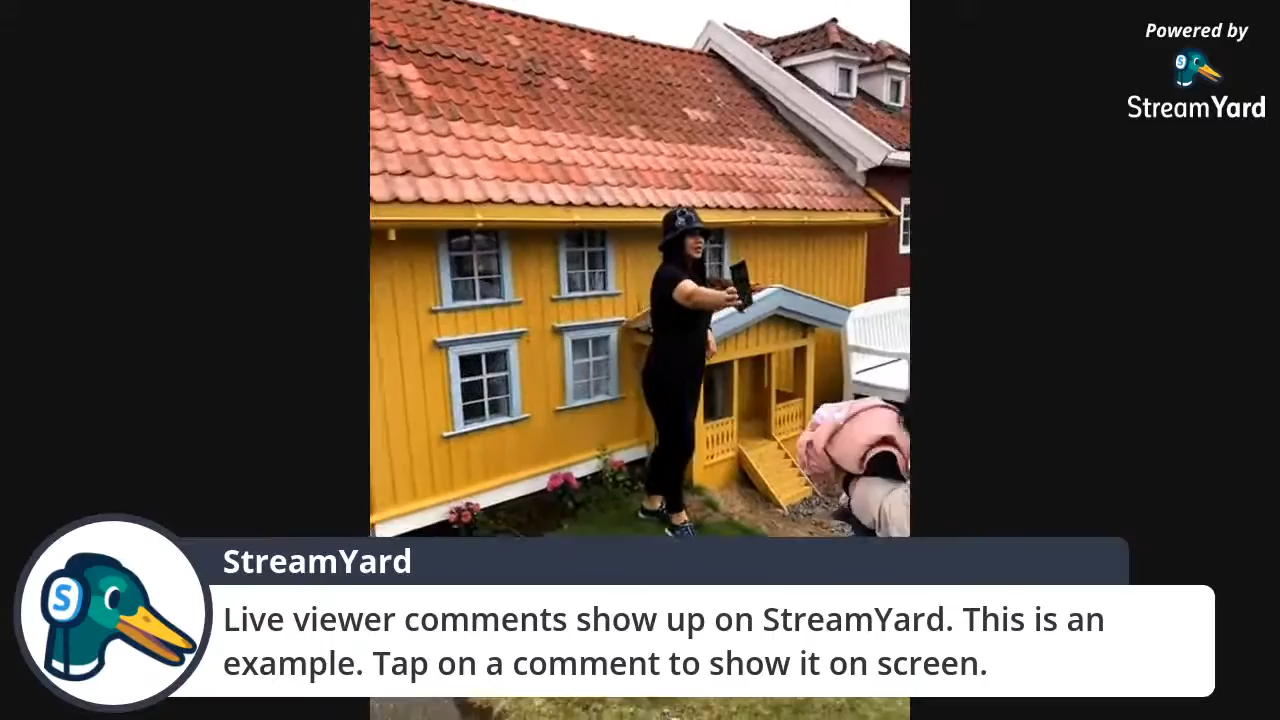 Powered by
StreamYard
StreamYard
Live viewer comments show up on StreamYard. This is an
example. Tap on a comment to show it on screen.